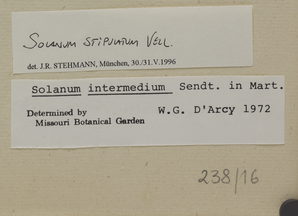 SOLANUM STIPULATUM VELL.
det. J.R. STEHMANN, München, 30./31.V.1996
Solanum intermedium Sendt. in Mart.
Determined by W.G. D'Arcy 1972
Missouri Botanical Garden
238/16